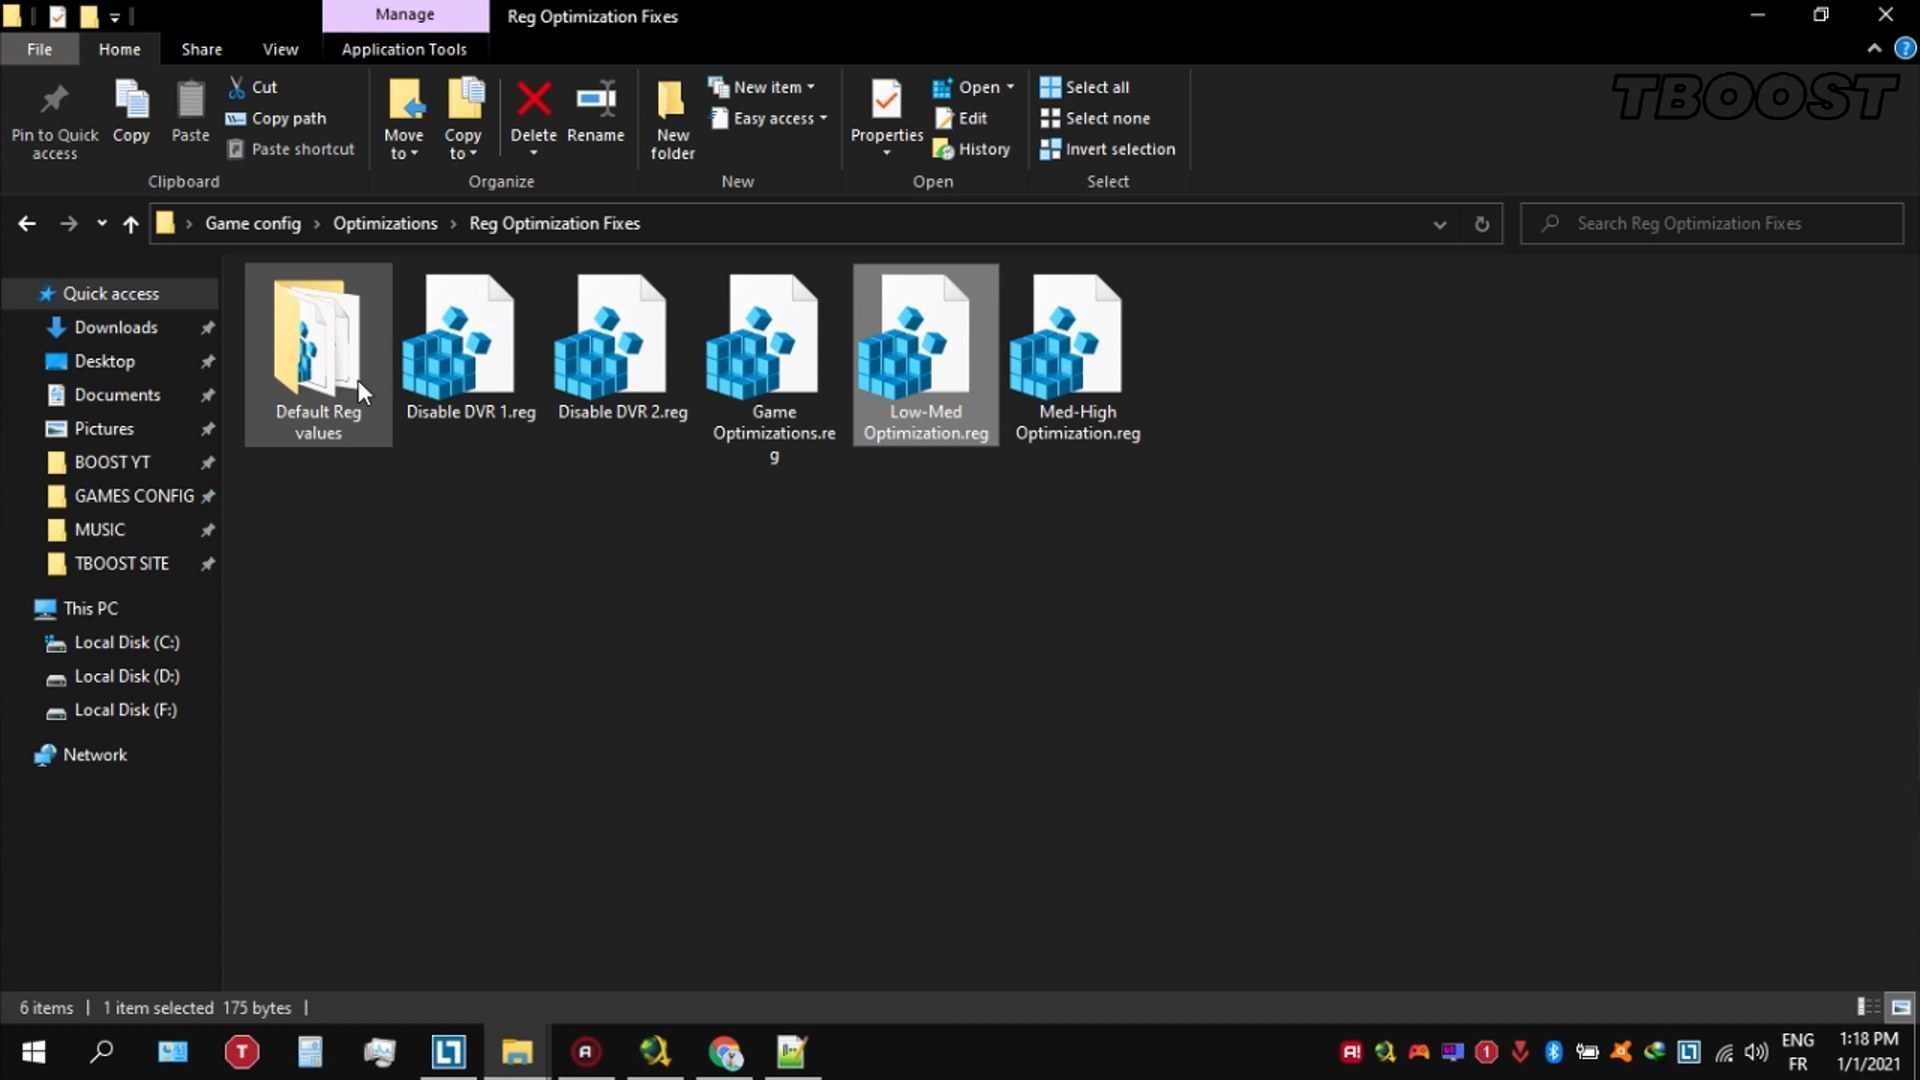 Manage
Reg Optimization Fixes
File
Home
Share
View
Application Tools
TBOOST
Pin to Quick access
Copy
Paste
Cut
Copy path
Paste shortcut
Move to
Copy to
Delete
Rename
New folder
New item
Easy access
Properties
Open
Edit
History
Select all
Select none
Invert selection
Clipboard
Organize
New
Open
Select
Game config > Optimizations > Reg Optimization Fixes
Search Reg Optimization Fixes
Quick access
Downloads
Desktop
Documents
Pictures
BOOST YT
GAMES CONFIG
MUSIC
TBOOST SITE
This PC
Local Disk (C:)
Local Disk (D:)
Local Disk (F:)
Network
Default Reg
values
Disable DVR 1.reg
Disable DVR 2.reg
Game
Optimizations.re
g
Low-Med
Optimization.reg
Med-High
Optimization.reg
6 items | 1 item selected 175 bytes |
ENG
FR
1:18 PM
1/1/2021